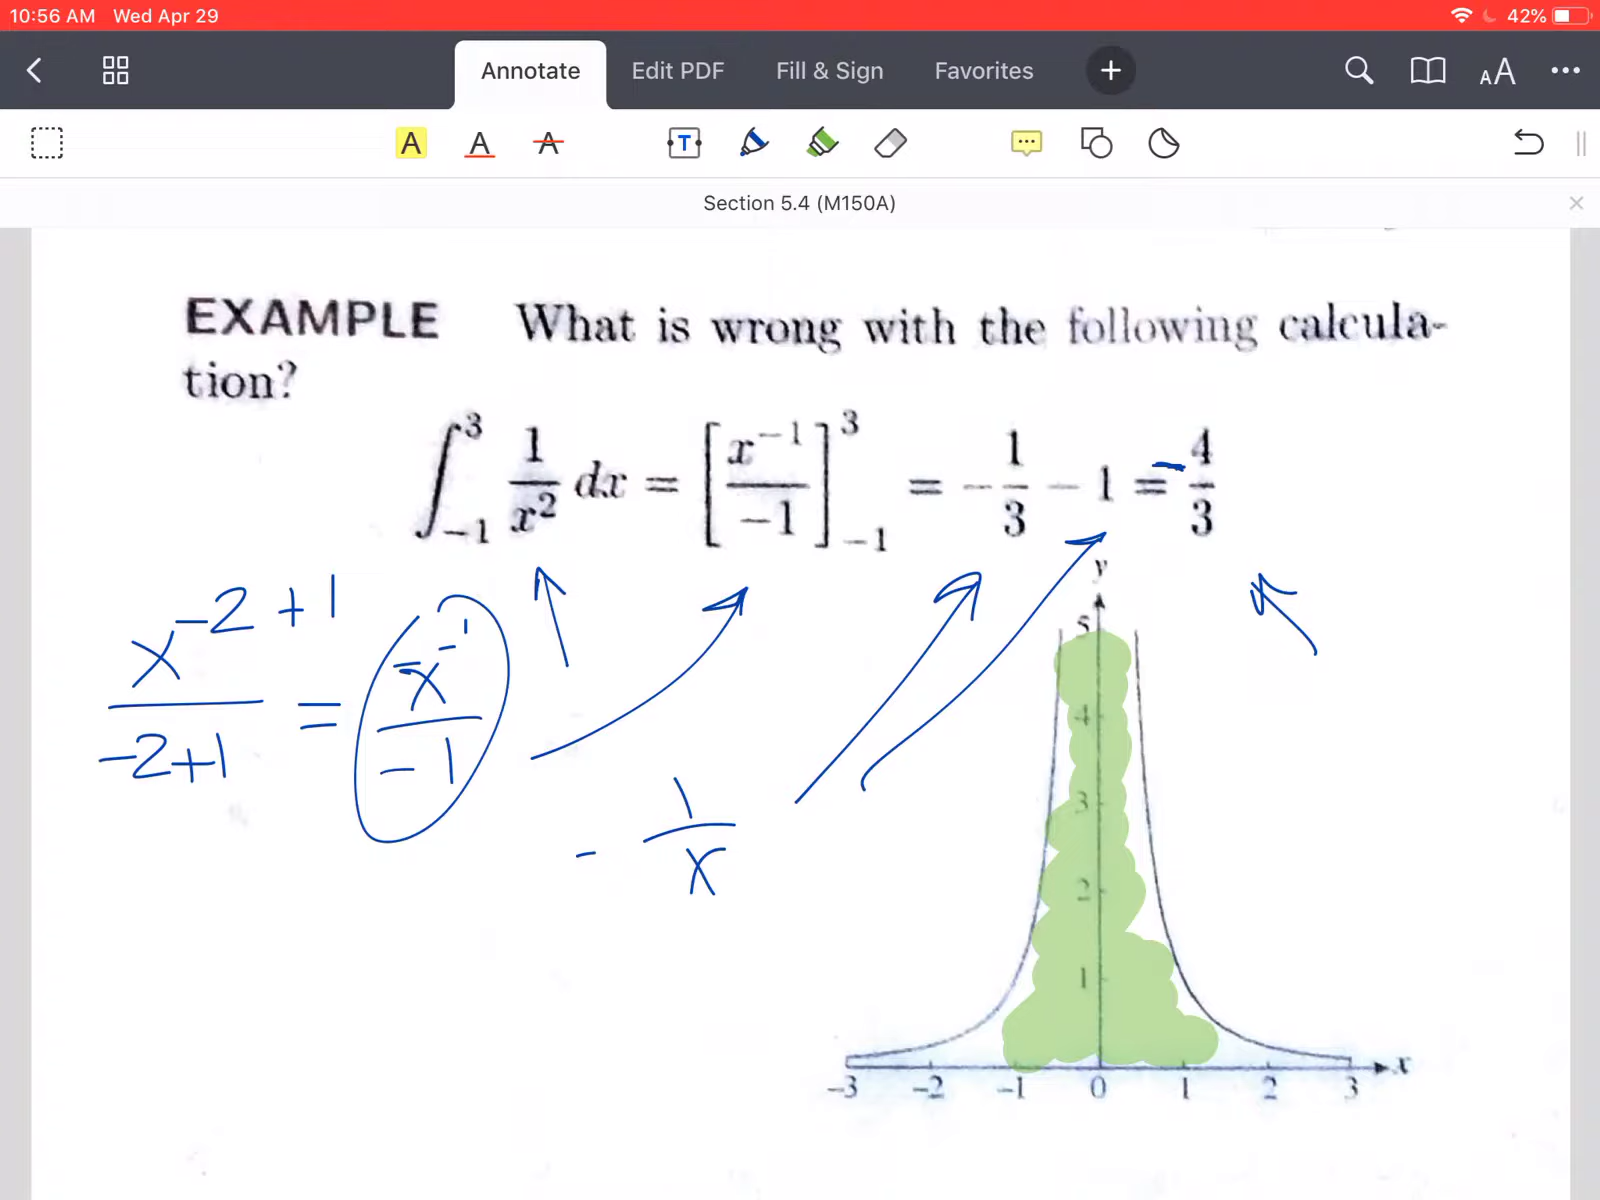 10:56 AM Wed Apr 29 42%
Annotate Edit PDF Fill & Sign Favorites +
A A A T AA
Section 5.4 (M150A)
EXAMPLE What is wrong with the following calcula-
tion?
∫_{-1}^{3} 1/x² dx = [x^{-1}/-1]_{-1}^{3} = -1/3 - 1 = -4/3
x^{-2+1}/-2+1 = x^{-1}/-1
- 1/x
y
5
4
3
2
1
-3 -2 -1 0 1 2 3 x